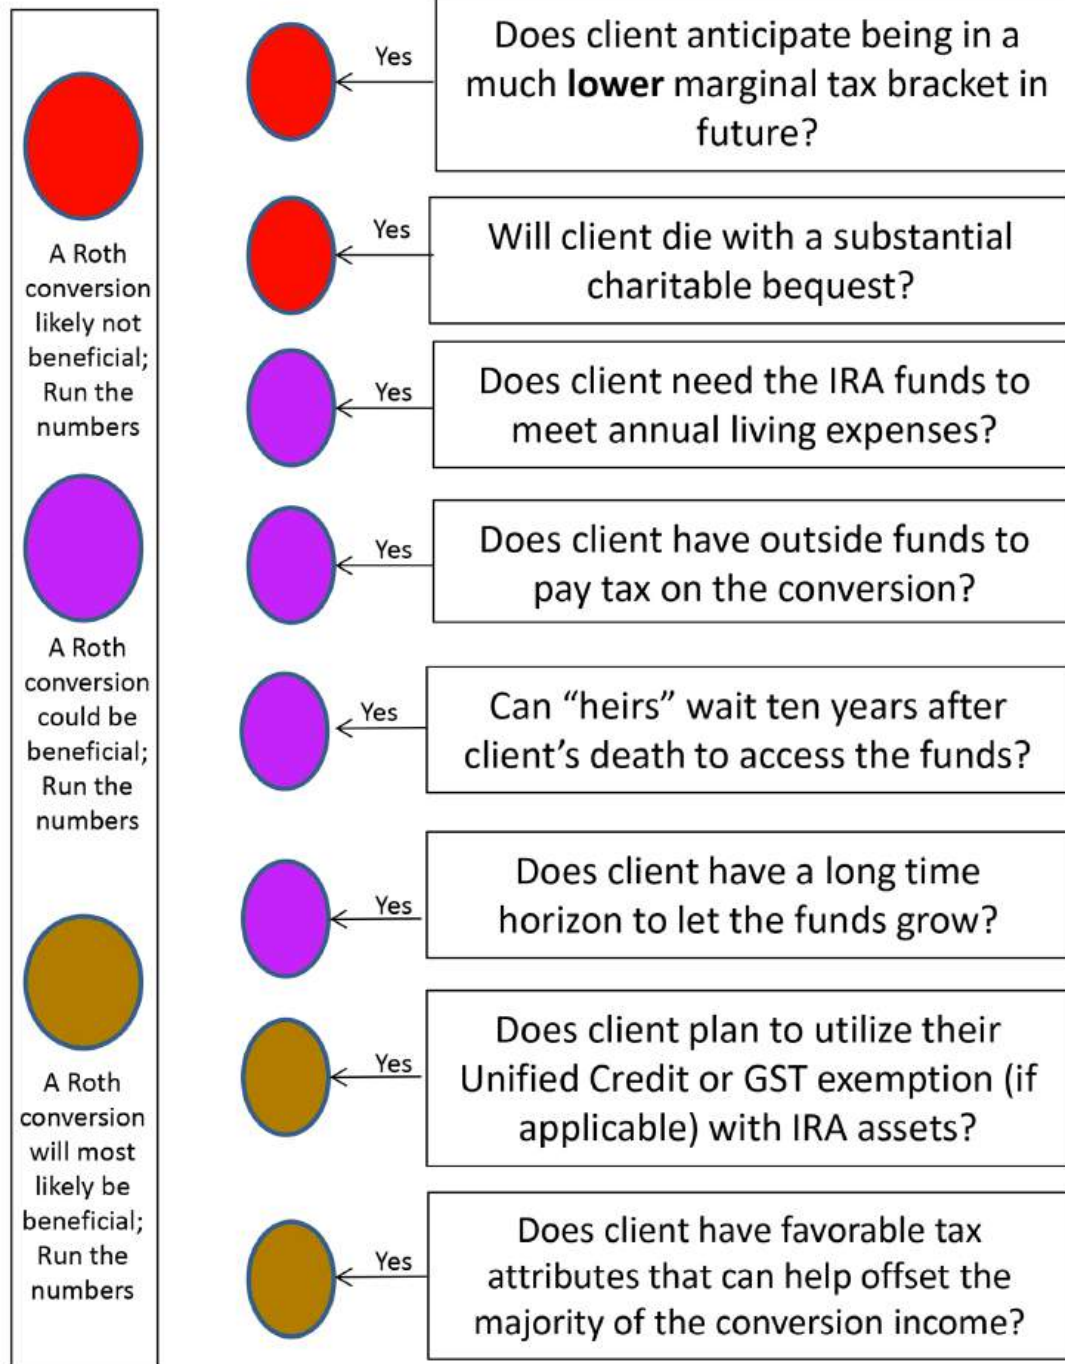 A Roth
conversion
likely not
beneficial;
Run the
numbers
A Roth
conversion
could be
beneficial;
Run the
numbers
A Roth
conversion
will most
likely be
beneficial;
Run the
numbers
Yes
Does client anticipate being in a
much lower marginal tax bracket in
future?
Yes
Will client die with a substantial
charitable bequest?
Yes
Does client need the IRA funds to
meet annual living expenses?
Yes
Does client have outside funds to
pay tax on the conversion?
Yes
Can “heirs” wait ten years after
client’s death to access the funds?
Yes
Does client have a long time
horizon to let the funds grow?
Yes
Does client plan to utilize their
Unified Credit or GST exemption (if
applicable) with IRA assets?
Yes
Does client have favorable tax
attributes that can help offset the
majority of the conversion income?